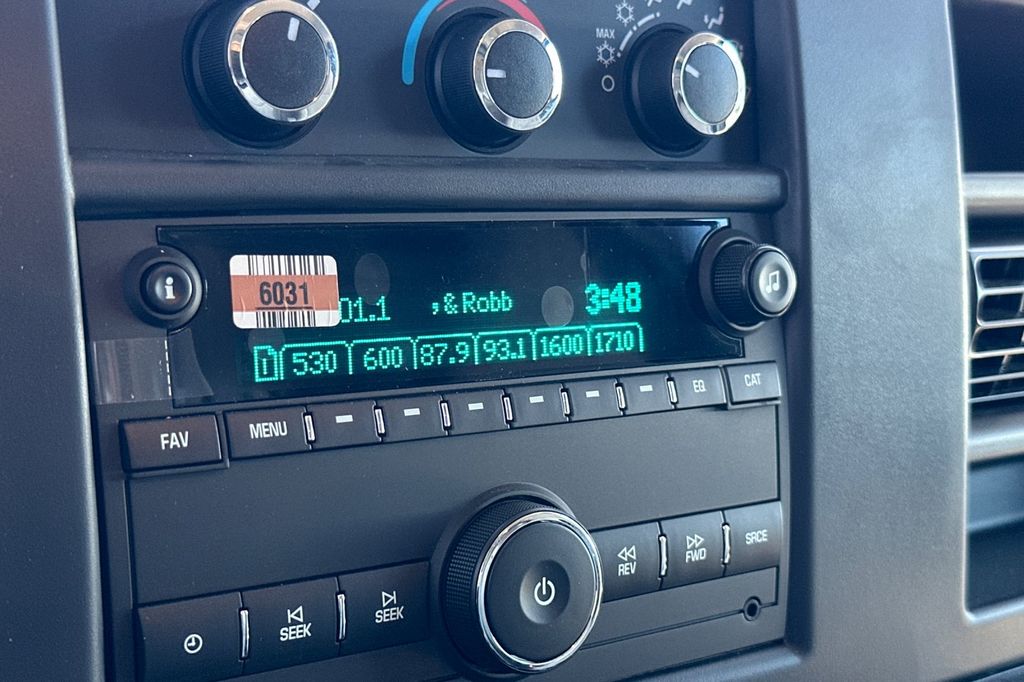 MAX
i
6031
01.1 ,& Robb 3:48
1 530 600 87.9 93.1 1600 1710
FAV MENU EQ CAT
SEEK SEEK REV FWD SRCE